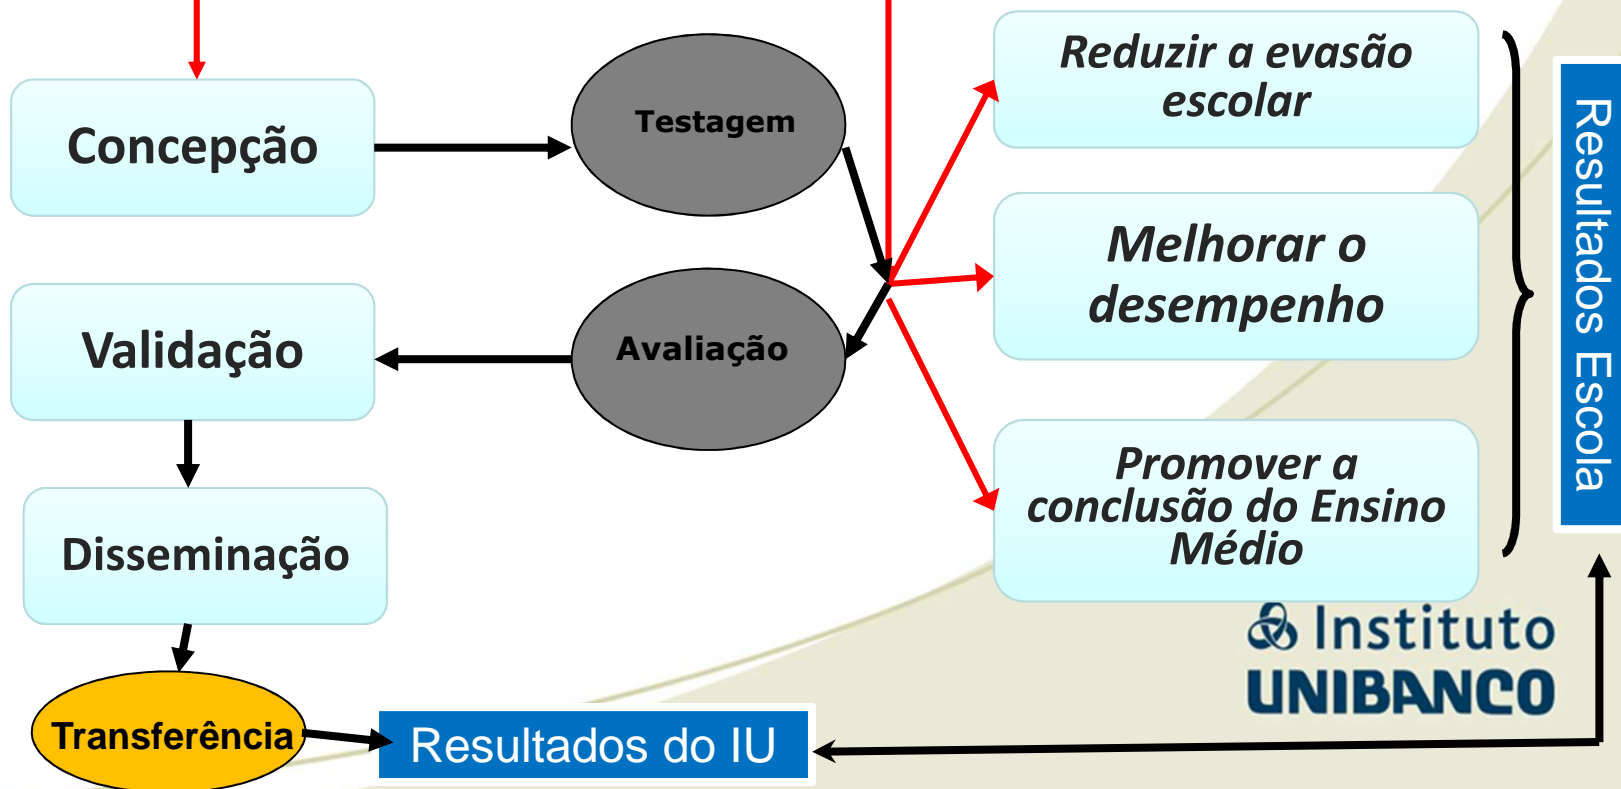 Concepção
Testagem
Reduzir a evasão
escolar
Melhorar o
desempenho
Validação
Avaliação
Promover a
conclusão do Ensino
Médio
Resultados Escola
Disseminação
Instituto
UNIBANCO
Transferência
Resultados do IU